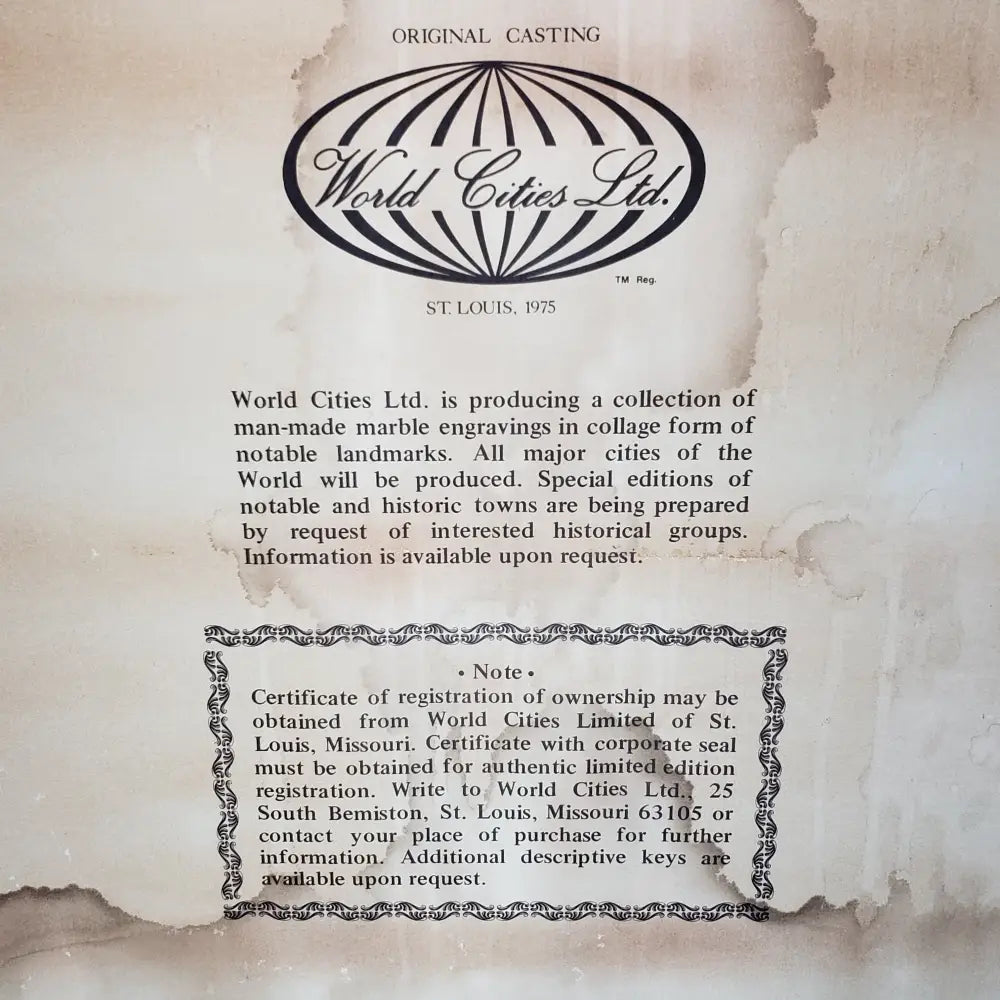 ORIGINAL CASTING
World Cities Ltd.
TM Reg.
ST. LOUIS, 1975
World Cities Ltd. is producing a collection of
man-made marble engravings in collage form of
notable landmarks. All major cities of the
World will be produced. Special editions of
notable and historic towns are being prepared
by request of interested historical groups.
Information is available upon request.
• Note •
Certificate of registration of ownership may be
obtained from World Cities Limited of St.
Louis, Missouri. Certificate with corporate seal
must be obtained for authentic limited edition
registration. Write to World Cities Ltd., 25
South Bemiston, St. Louis, Missouri 63105 or
contact your place of purchase for further
information. Additional descriptive keys are
available upon request.